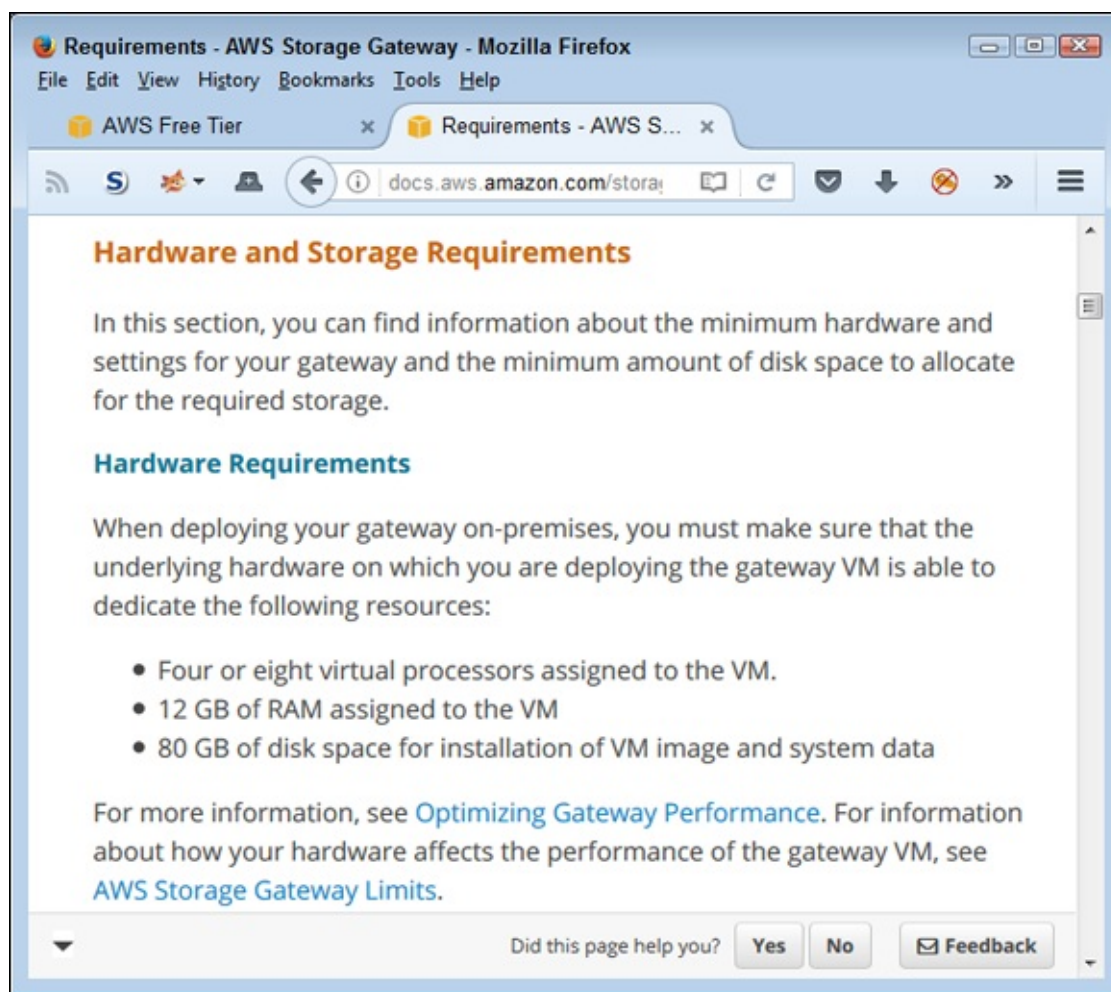 Requirements - AWS Storage Gateway - Mozilla Firefox
File Edit View History Bookmarks Tools Help
AWS Free Tier
Requirements - AWS S...
docs.aws.amazon.com/stora
Hardware and Storage Requirements
In this section, you can find information about the minimum hardware and
settings for your gateway and the minimum amount of disk space to allocate
for the required storage.
Hardware Requirements
When deploying your gateway on-premises, you must make sure that the
underlying hardware on which you are deploying the gateway VM is able to
dedicate the following resources:
• Four or eight virtual processors assigned to the VM.
• 12 GB of RAM assigned to the VM
• 80 GB of disk space for installation of VM image and system data
For more information, see Optimizing Gateway Performance. For information
about how your hardware affects the performance of the gateway VM, see
AWS Storage Gateway Limits.
Did this page help you? Yes No Feedback